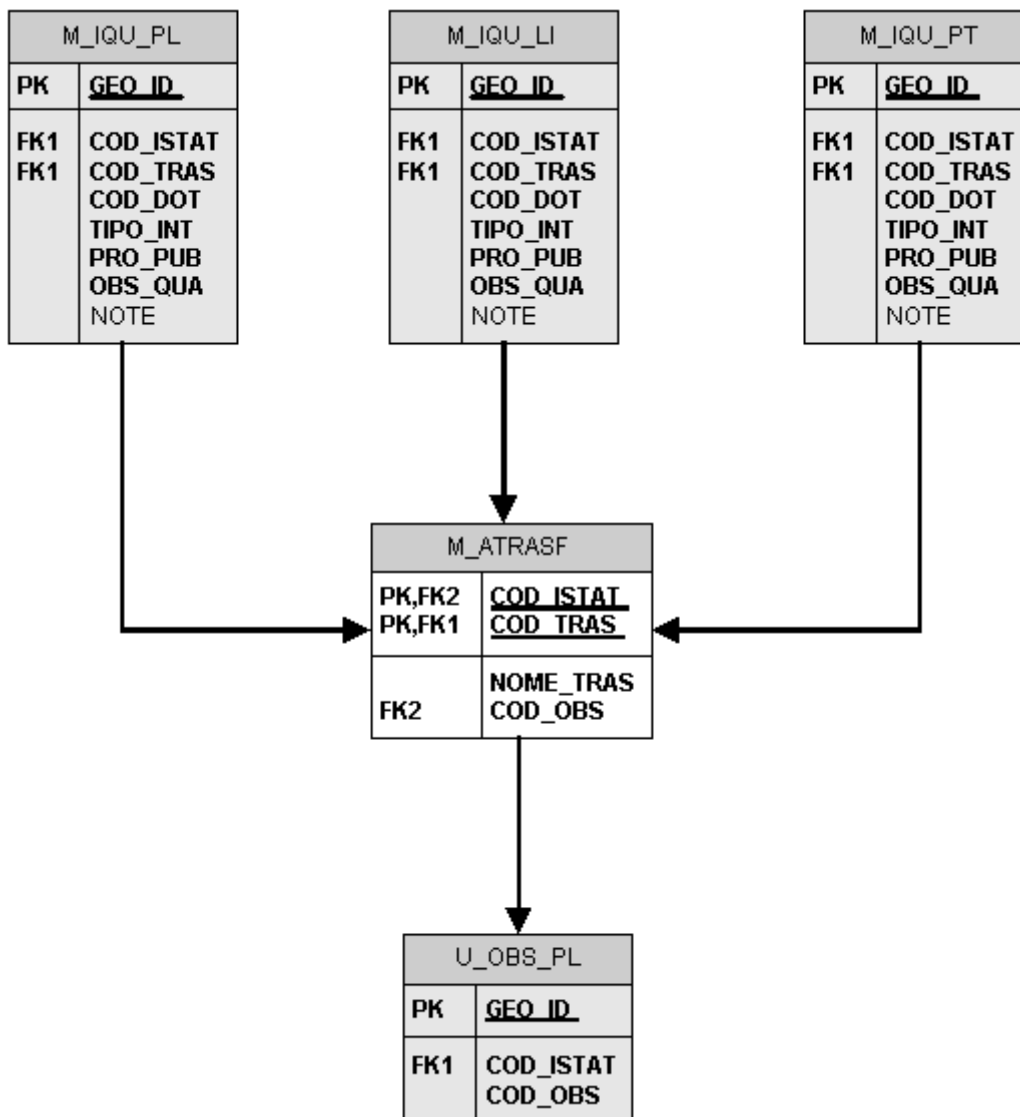 M_IQU_PL
PK GEO_ID
FK1 COD_ISTAT
FK1 COD_TRAS
COD_DOT
TIPO_INT
PRO_PUB
OBS_QUA
NOTE
M_IQU_LI
PK GEO_ID
FK1 COD_ISTAT
FK1 COD_TRAS
COD_DOT
TIPO_INT
PRO_PUB
OBS_QUA
NOTE
M_IQU_PT
PK GEO_ID
FK1 COD_ISTAT
FK1 COD_TRAS
COD_DOT
TIPO_INT
PRO_PUB
OBS_QUA
NOTE
M_ATRASF
PK,FK2 COD_ISTAT
PK,FK1 COD_TRAS
NOME_TRAS
FK2 COD_OBS
U_OBS_PL
PK GEO_ID
FK1 COD_ISTAT
COD_OBS